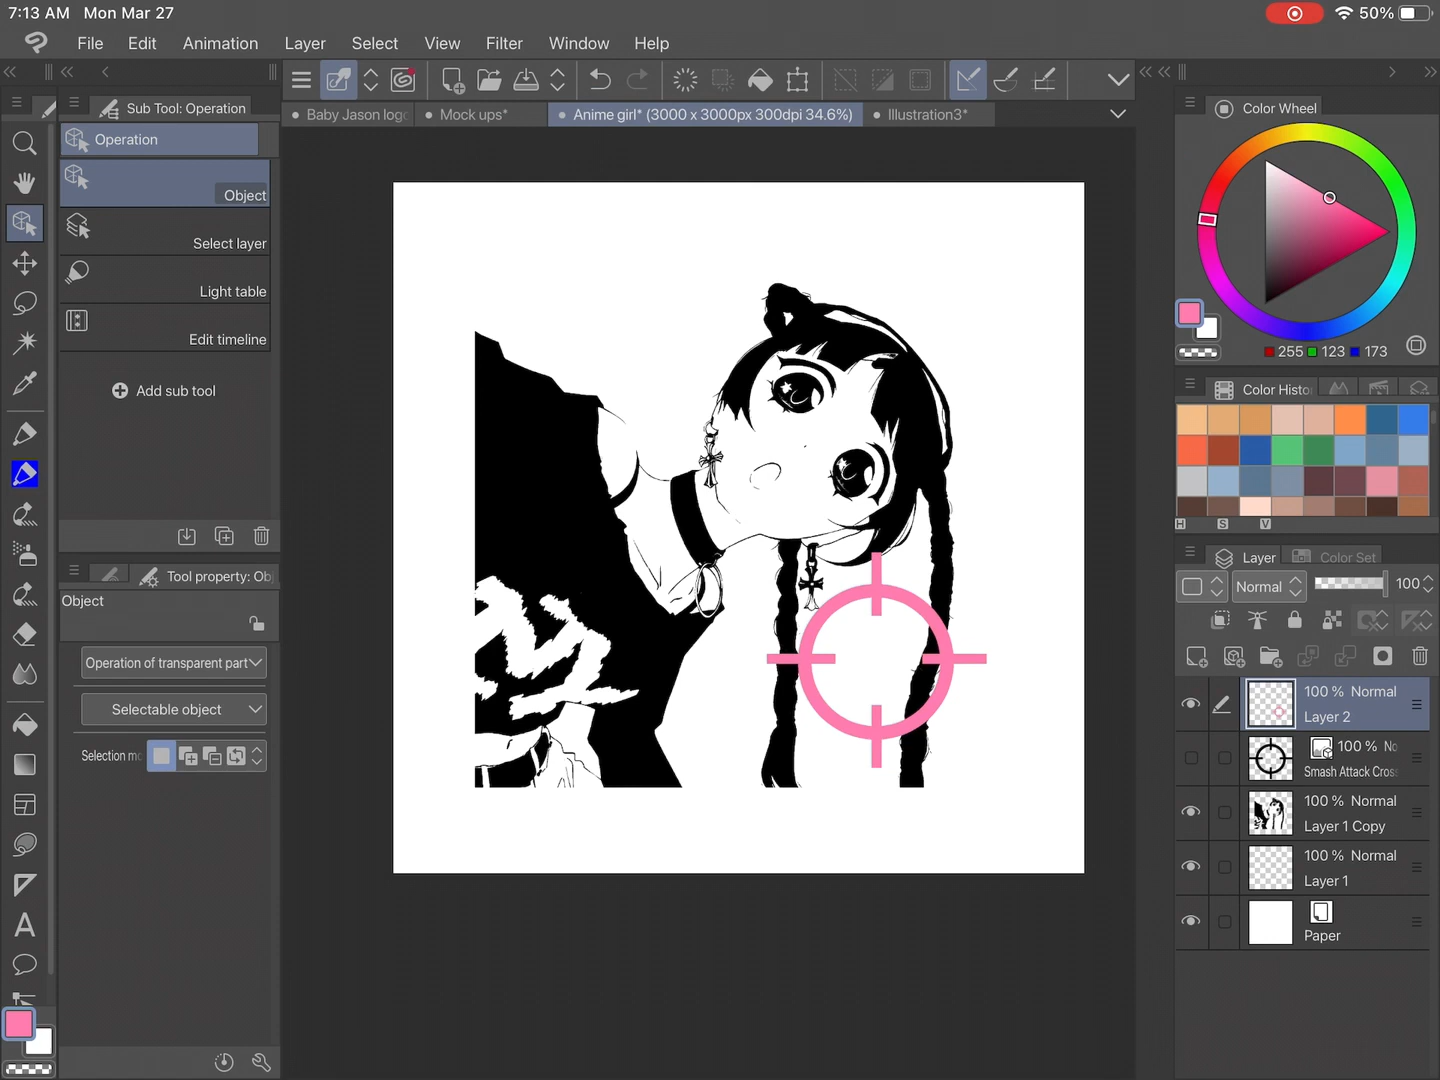 7:13 AM Mon Mar 27
50%
File Edit Animation Layer Select View Filter Window Help
Sub Tool: Operation
Operation
Object
Select layer
Light table
Edit timeline
Add sub tool
Tool property: Obj
Object
Operation of transparent part
Selectable object
Selection mo
Baby Jason logo
Mock ups*
Anime girl* (3000 x 3000px 300dpi 34.6%)
Illustration3*
Color Wheel
255 123 173
Color Histo
H S V
Layer
Color Set
Normal
100
100 % Normal
Layer 2
100 % No
Smash Attack Cros
100 % Normal
Layer 1 Copy
100 % Normal
Layer 1
Paper
A